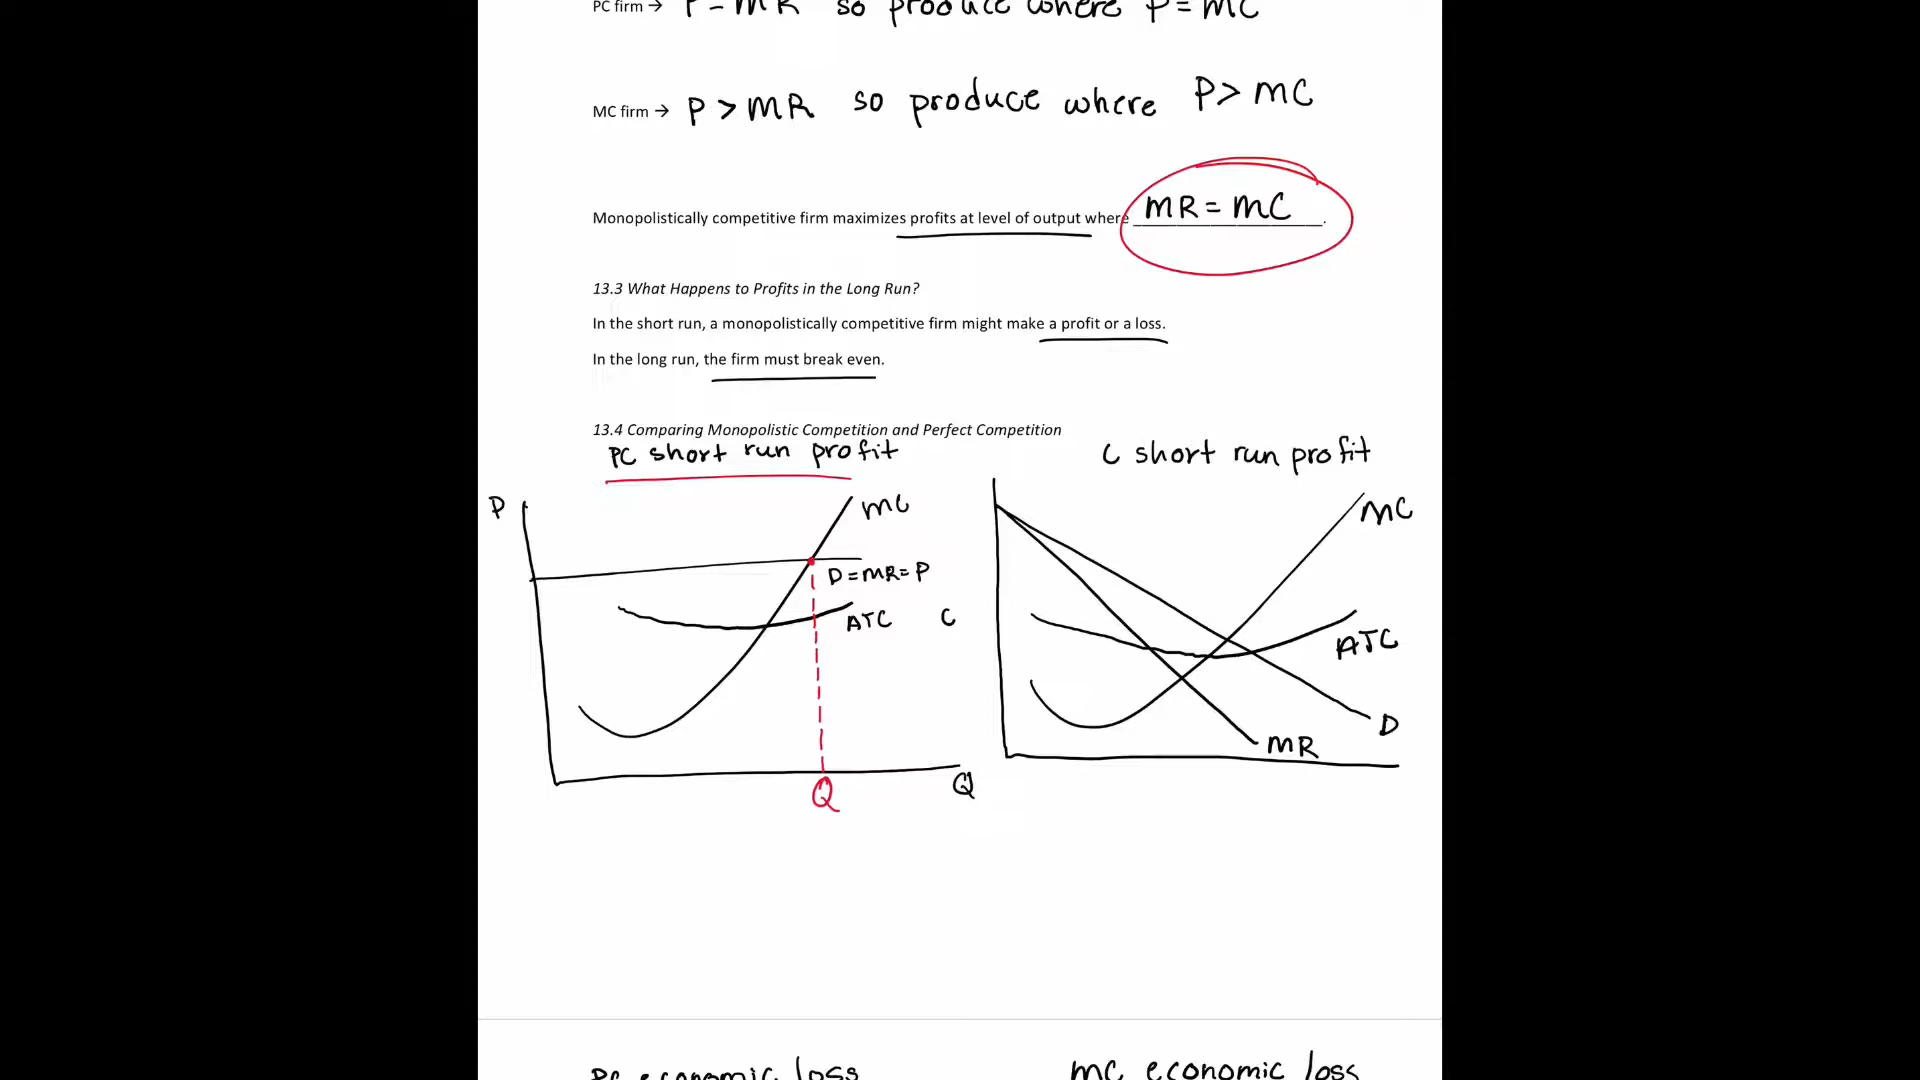 PC firm → P = MR so produce where P = MC
MC firm → P > MR so produce where P > MC
Monopolistically competitive firm maximizes profits at level of output where MR = MC.
13.3 What Happens to Profits in the Long Run?
In the short run, a monopolistically competitive firm might make a profit or a loss.
In the long run, the firm must break even.
13.4 Comparing Monopolistic Competition and Perfect Competition
PC short run profit
C short run profit
P
MC
D = MR = P
ATC
C
Q
Q
MC
ATC
D
MR
PC economic loss
MC economic loss